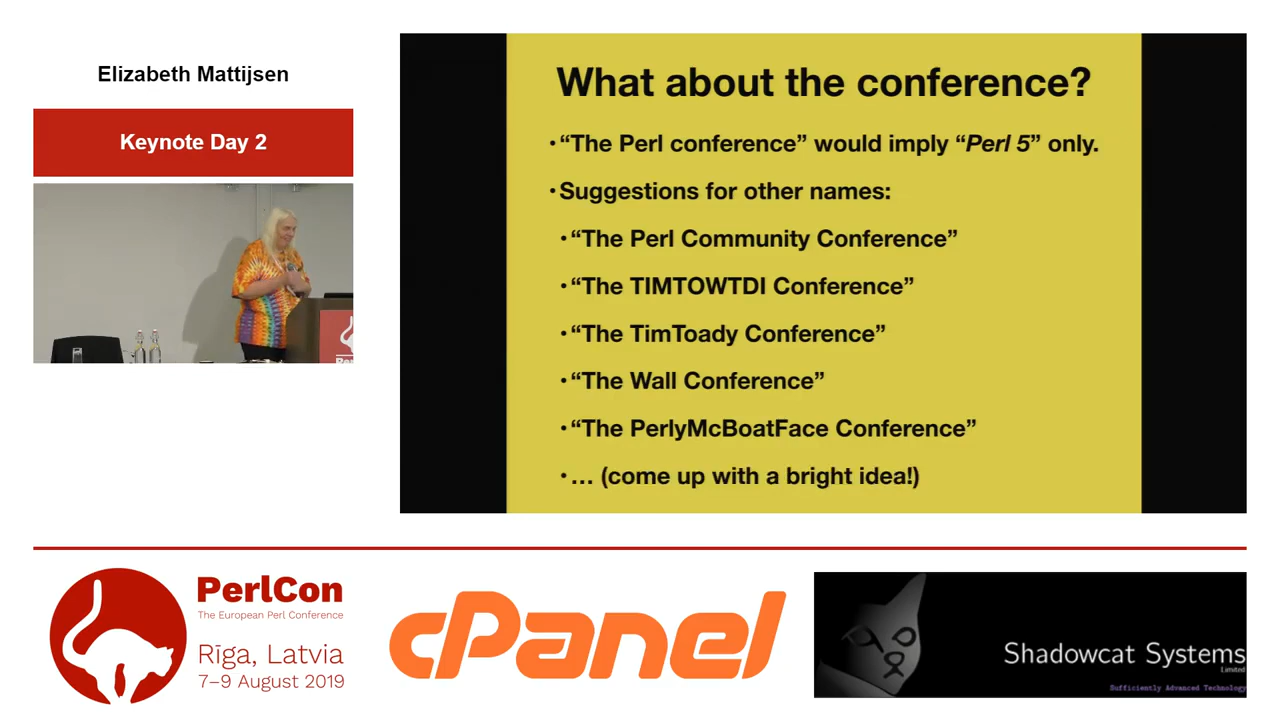 Elizabeth Mattijsen
Keynote Day 2
What about the conference?
•“The Perl conference” would imply “Perl 5” only.
•Suggestions for other names:
•“The Perl Community Conference”
•“The TIMTOWTDI Conference”
•“The TimToady Conference”
•“The Wall Conference”
•“The PerlyMcBoatFace Conference”
•… (come up with a bright idea!)
PerlCon
The European Perl Conference
Rīga, Latvia
7–9 August 2019
cPanel
Shadowcat Systems
Limited
Sufficiently Advanced Technology